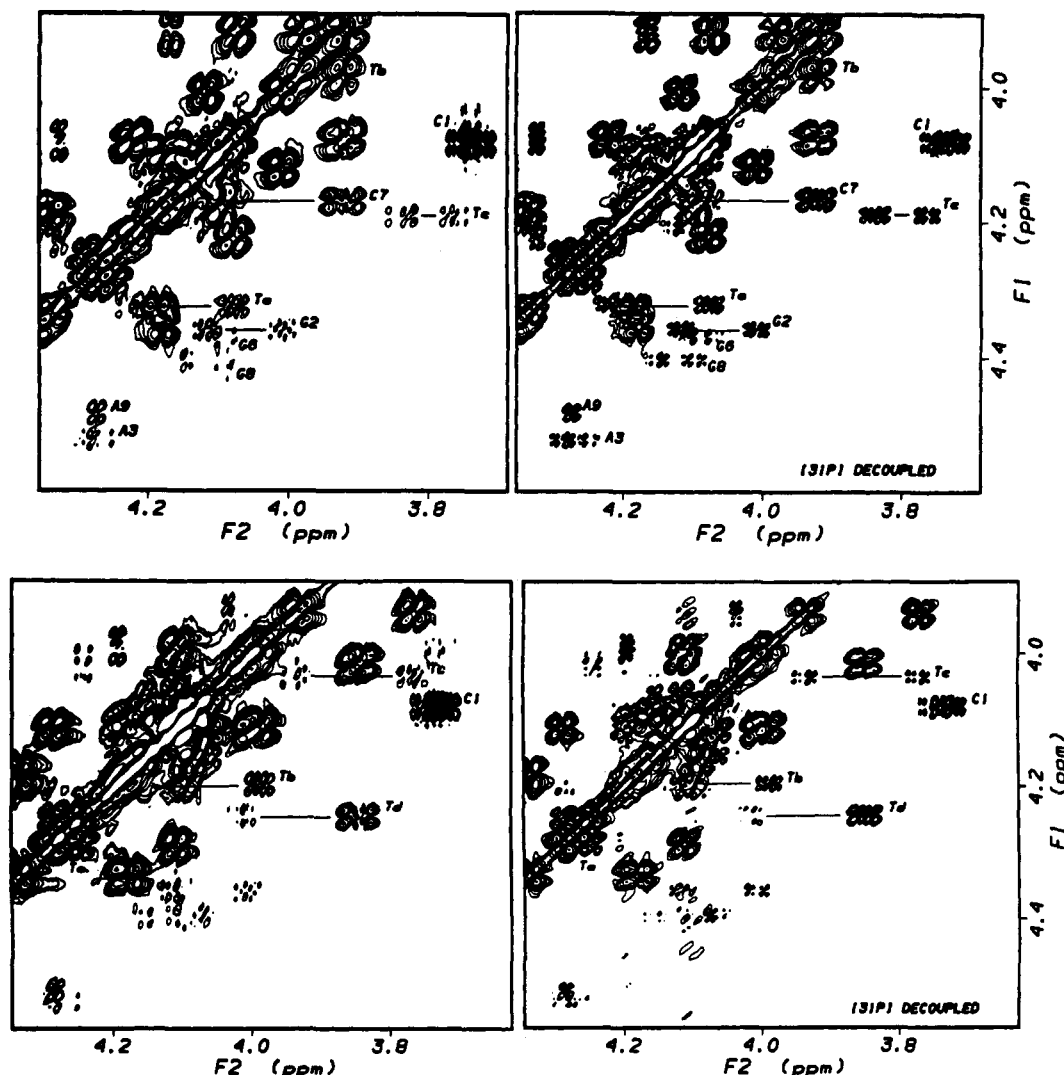 Tb
C1
C7
Tc
Ta
G2
G6
G8
A9
A3
4.2 4.0 3.8
F2 (ppm)
Tb
C1
C7
Tc
Ta
G2
G6
G8
A9
A3
[31P] DECOUPLED
4.2 4.0 3.8
F2 (ppm)
4.0
4.2
4.4
F1 (ppm)
Tc
C1
Tb
Td
Ta
4.2 4.0 3.8
F2 (ppm)
Tc
C1
Tb
Td
Ta
[31P] DECOUPLED
4.2 4.0 3.8
F2 (ppm)
4.0
4.2
4.4
F1 (ppm)